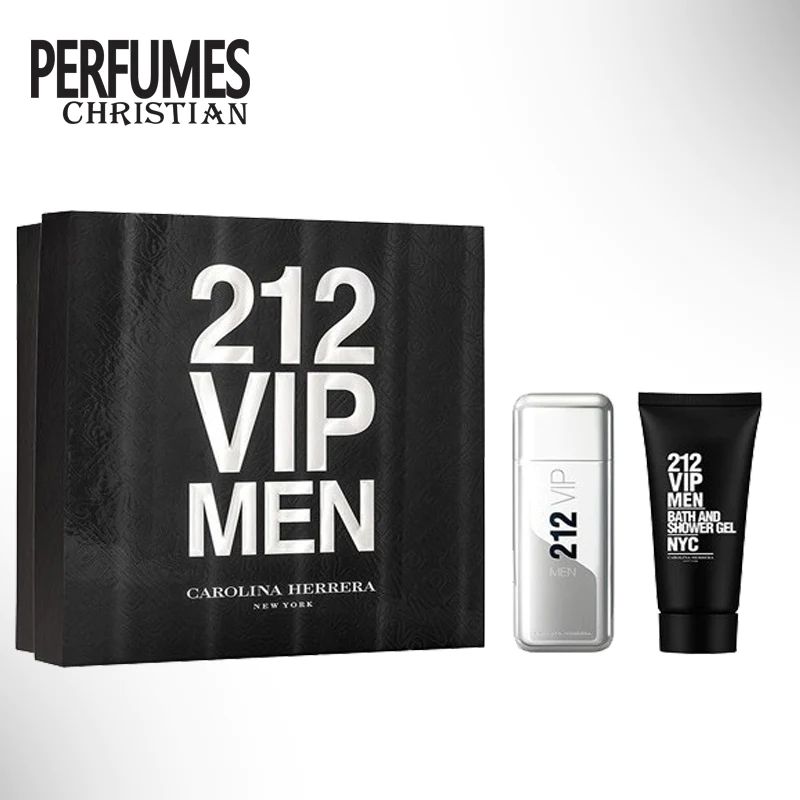 PERFUMES
CHRISTIAN
212
VIP
MEN
CAROLINA HERRERA
NEW YORK
212 VIP
MEN
212
VIP
MEN
BATH AND
SHOWER GEL
NYC
CAROLINA HERRERA